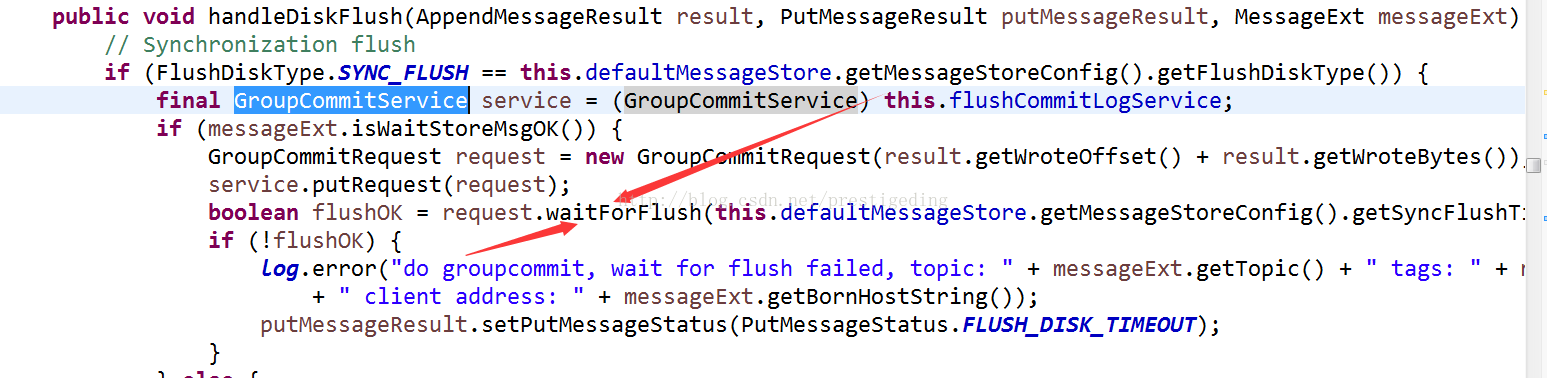 public void handleDiskFlush(AppendMessageResult result, PutMessageResult putMessageResult, MessageExt messageExt)
// Synchronization flush
if (FlushDiskType.SYNC_FLUSH == this.defaultMessageStore.getMessageStoreConfig().getFlushDiskType()) {
final GroupCommitService service = (GroupCommitService) this.flushCommitLogService;
if (messageExt.isWaitStoreMsgOK()) {
GroupCommitRequest request = new GroupCommitRequest(result.getWroteOffset() + result.getWroteBytes())
service.putRequest(request);
http://blog.csdn.net/prestigeding
boolean flushOK = request.waitForFlush(this.defaultMessageStore.getMessageStoreConfig().getSyncFlushTi
if (!flushOK) {
log.error("do groupcommit, wait for flush failed, topic: " + messageExt.getTopic() + " tags: " +
+ " client address: " + messageExt.getBornHostString());
putMessageResult.setPutMessageStatus(PutMessageStatus.FLUSH_DISK_TIMEOUT);
}
} else {